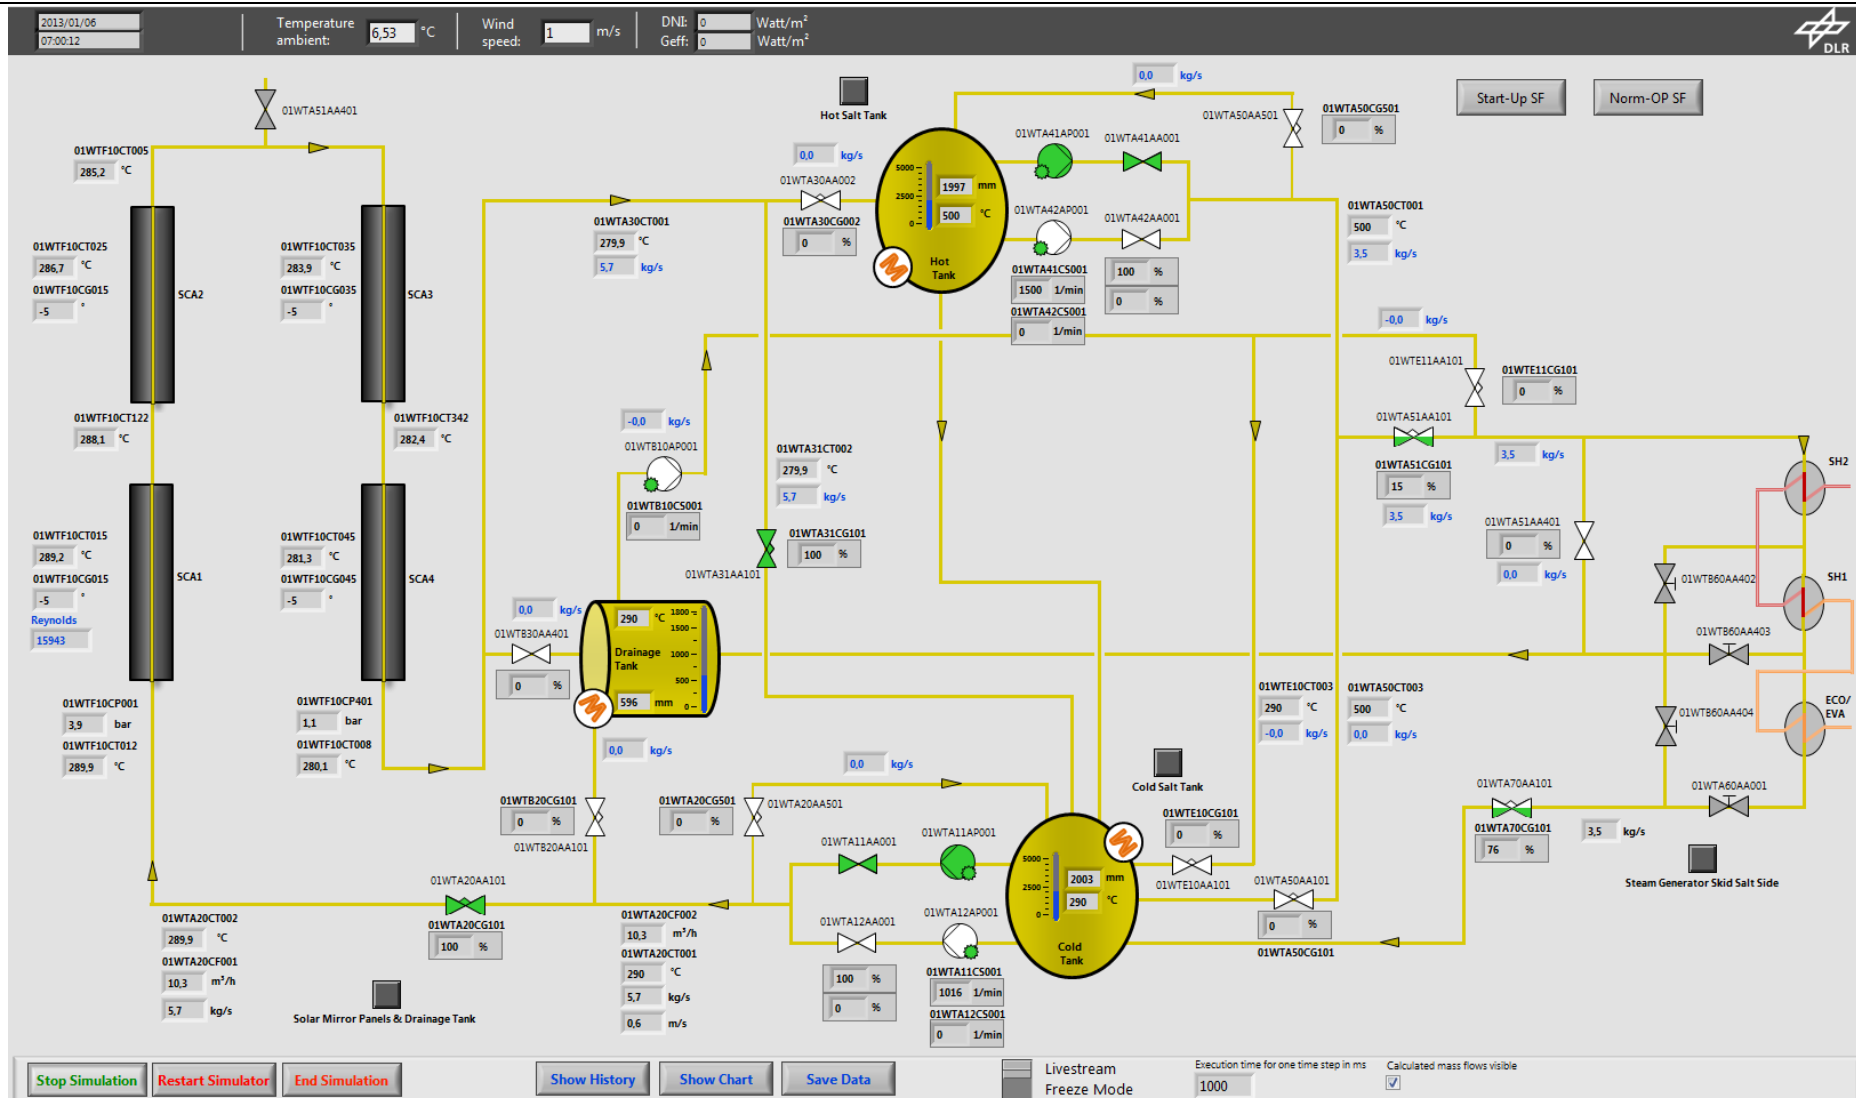 2013/01/06
07:00:12
Temperature ambient: 6,53 °C
Wind speed: 1 m/s
DNI: 0 Watt/m²
Geff: 0 Watt/m²
DLR
Start-Up SF
Norm-OP SF
01WTA51AA401
01WTF10CT005
285,2 °C
01WTF10CT025
286,7 °C
01WTF10CG015
-5 °
SCA2
01WTF10CT035
283,9 °C
01WTF10CG035
-5 °
SCA3
01WTF10CT122
288,1 °C
01WTF10CT342
282,4 °C
01WTF10CT015
289,2 °C
01WTF10CG015
-5 °
Reynolds
15943
SCA1
01WTF10CT045
281,3 °C
01WTF10CG045
-5 °
SCA4
01WTF10CP001
3,9 bar
01WTF10CT012
289,9 °C
01WTF10CP401
1,1 bar
01WTF10CT008
280,1 °C
Hot Salt Tank
0,0 kg/s
01WTA30AA002
01WTA30CG002
0 %
01WTA30CT001
279,9 °C
5,7 kg/s
5000
2500
0
1997 mm
500 °C
Hot Tank
M
0,0 kg/s
01WTA41AP001
01WTA41AA001
01WTA42AP001
01WTA42AA001
01WTA41CS001
1500 1/min
01WTA42CS001
0 1/min
100 %
0 %
01WTA50AA501
01WTA50CG501
0 %
01WTA50CT001
500 °C
3,5 kg/s
-0,0 kg/s
01WTE11AA101
01WTE11CG101
0 %
01WTA51AA101
01WTA51CG101
15 %
3,5 kg/s
3,5 kg/s
01WTA51AA401
0 %
0,0 kg/s
SH2
SH1
ECO/
EVA
01WTB60AA402
01WTB60AA403
01WTB60AA404
-0,0 kg/s
01WTB10AP001
01WTB10CS001
0 1/min
01WTA31CT002
279,9 °C
5,7 kg/s
01WTA31CG101
100 %
01WTA31AA101
0,0 kg/s
01WTB30AA401
0 %
290 °C
Drainage Tank
596 mm
1800
1500
1000
500
0
M
0,0 kg/s
01WTB20CG101
0 %
01WTB20AA101
01WTA20CG501
0 %
01WTA20AA501
0,0 kg/s
01WTE10CT003
290 °C
-0,0 kg/s
01WTA50CT003
500 °C
0,0 kg/s
Cold Salt Tank
01WTE10CG101
0 %
01WTE10AA101
01WTA50AA101
0 %
01WTA50CG101
01WTA70AA101
01WTA70CG101
76 %
3,5 kg/s
01WTA60AA001
Steam Generator Skid Salt Side
01WTA11AA001
01WTA11AP001
01WTA12AA001
01WTA12AP001
100 %
0 %
01WTA11CS001
1016 1/min
01WTA12CS001
0 1/min
5000
2500
0
2003 mm
290 °C
Cold Tank
M
01WTA20AA101
01WTA20CG101
100 %
01WTA20CT002
289,9 °C
01WTA20CF001
10,3 m³/h
5,7 kg/s
01WTA20CF002
10,3 m³/h
01WTA20CT001
290 °C
5,7 kg/s
0,6 m/s
Solar Mirror Panels & Drainage Tank
Stop Simulation
Restart Simulator
End Simulation
Show History
Show Chart
Save Data
Livestream
Freeze Mode
Execution time for one time step in ms
1000
Calculated mass flows visible